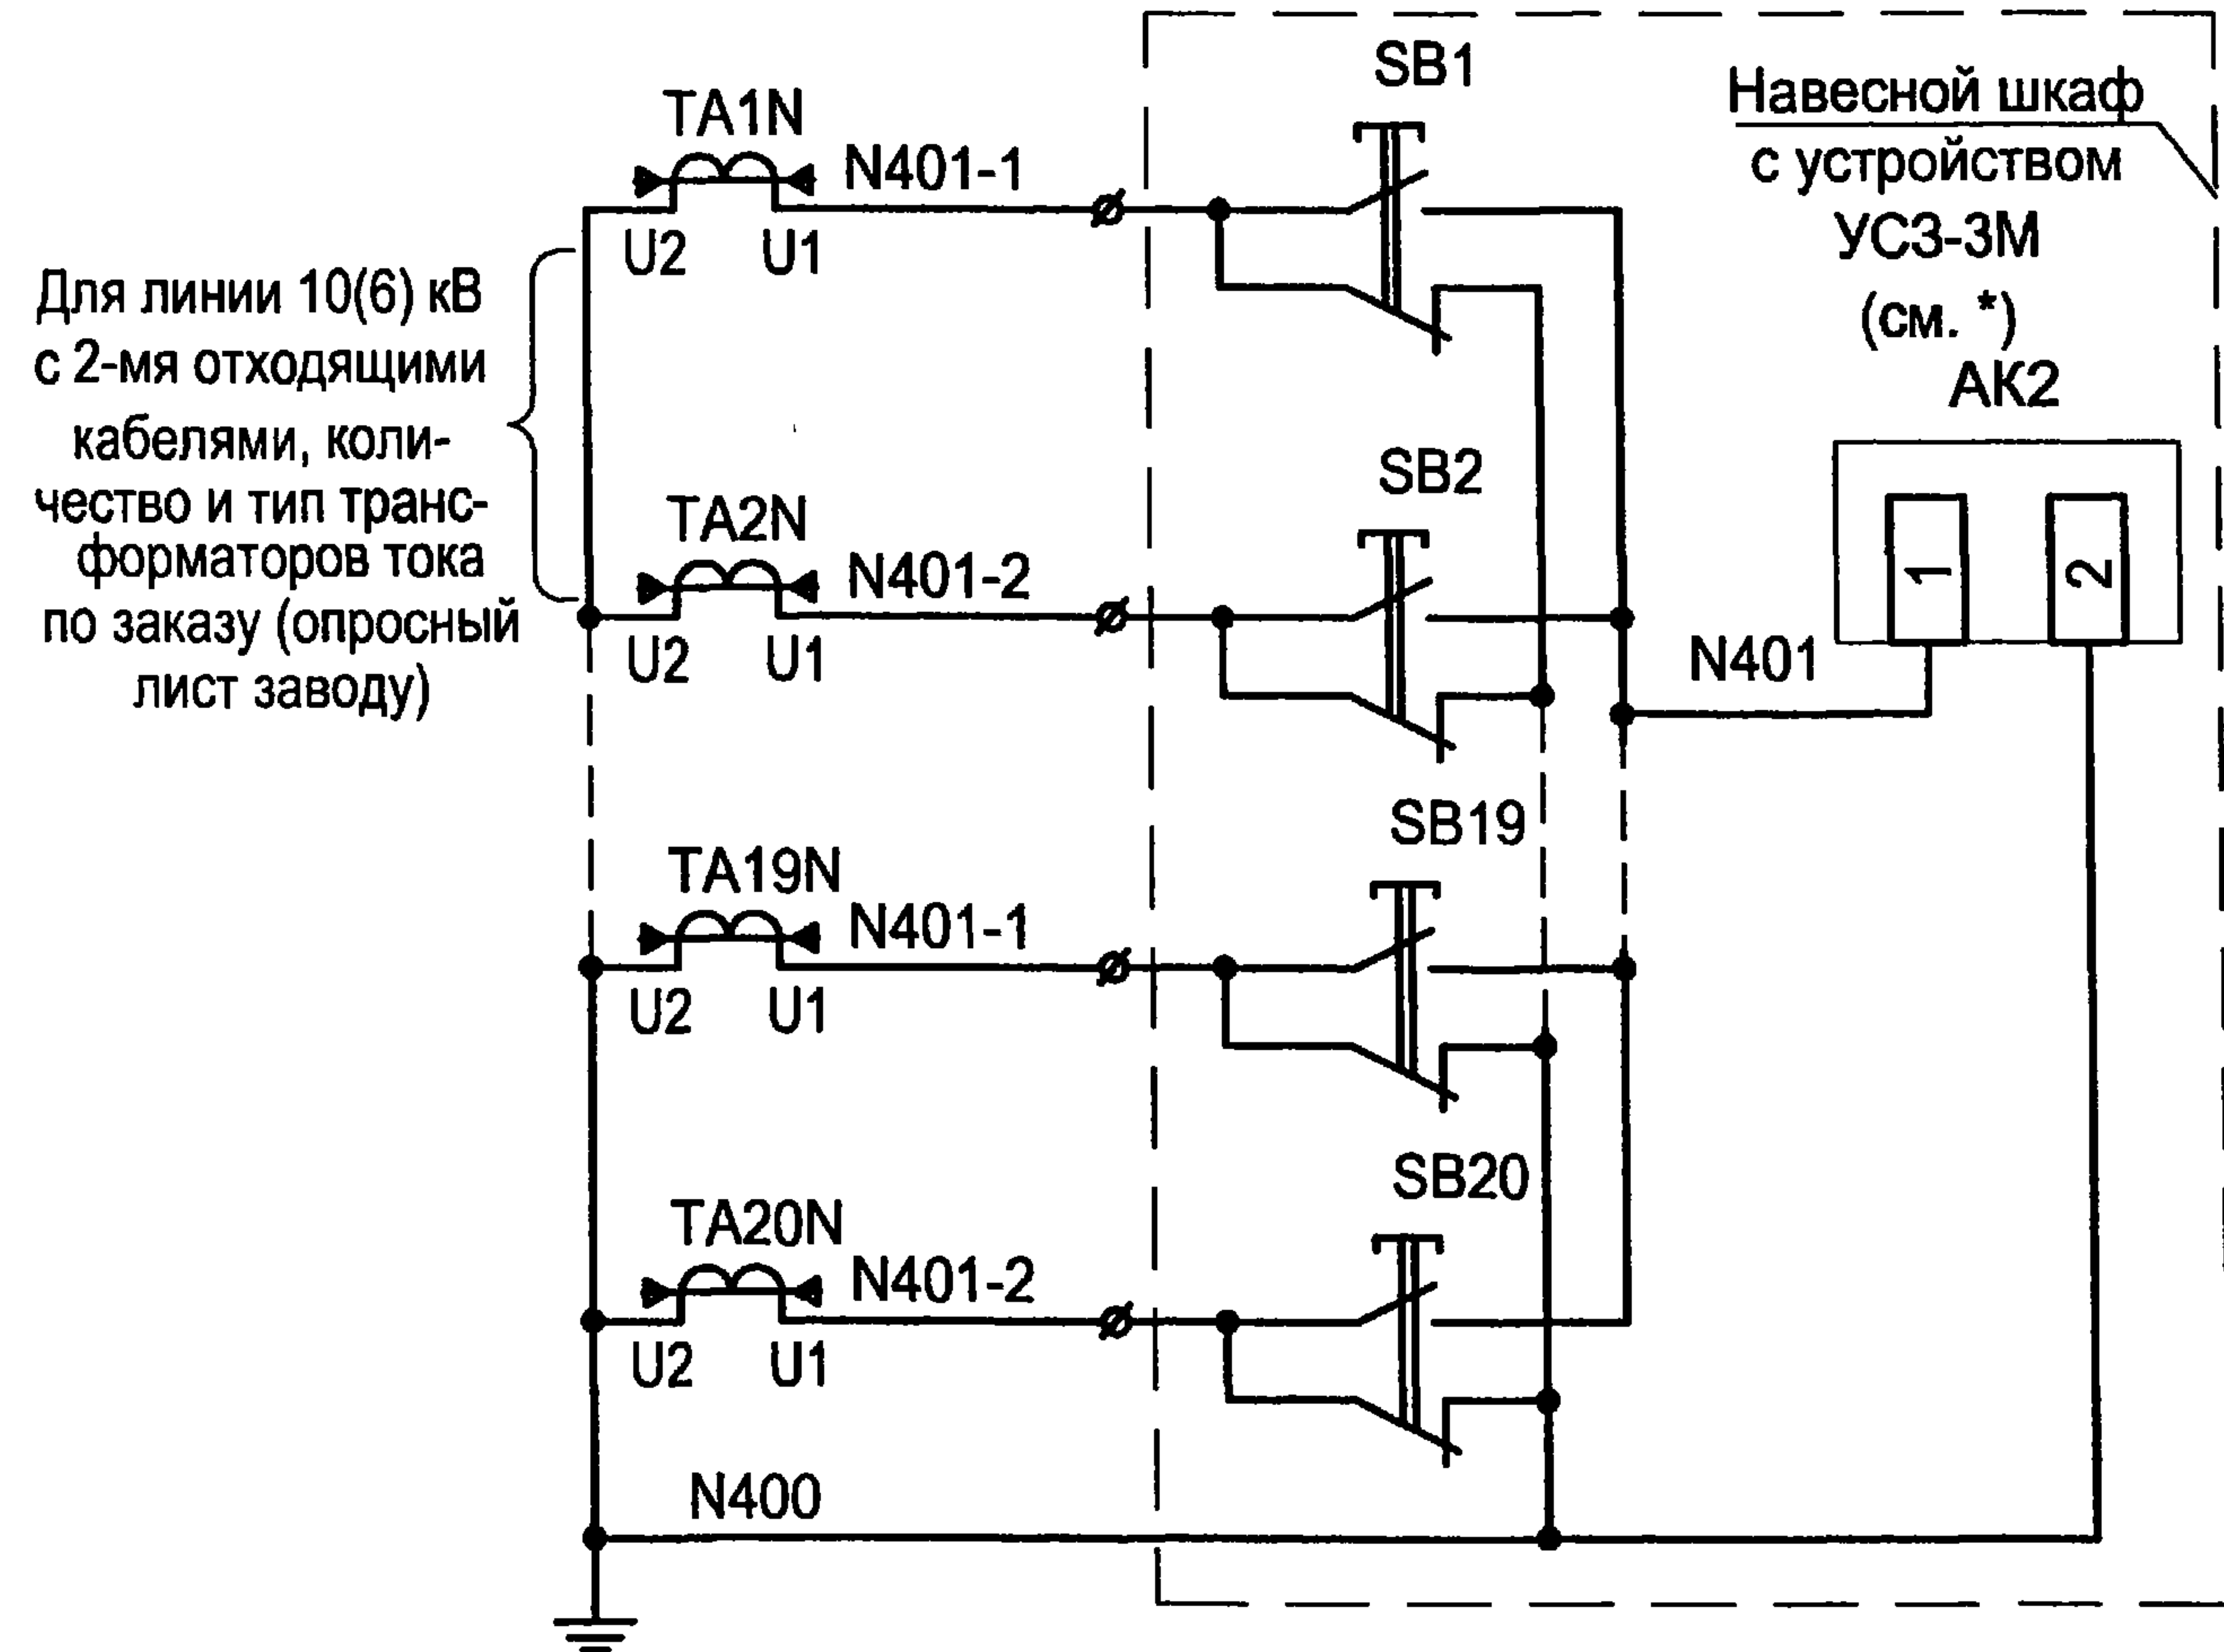 SB1
Навесной шкаф
с устройством
УСЗ-3М
(см. *)
АК2
1
2
TA1N
N401-1
U2
U1
Для линии 10(6) кВ
с 2-мя отходящими
кабелями, коли-
чество и тип транс-
форматоров тока
по заказу (опросный
лист заводу)
SB2
TA2N
N401-2
U2
U1
N401
SB19
TA19N
N401-1
U2
U1
SB20
TA20N
N401-2
U2
U1
N400